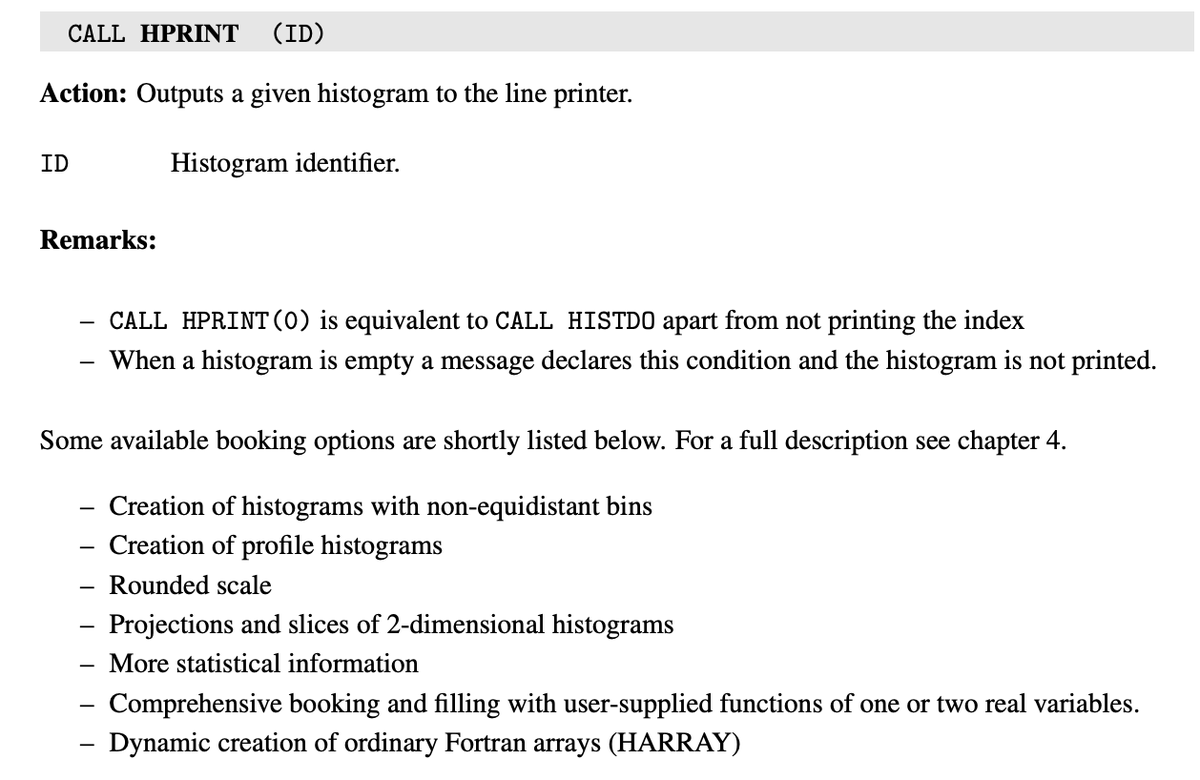 CALL HPRINT (ID)
Action: Outputs a given histogram to the line printer.
ID Histogram identifier.
Remarks:
– CALL HPRINT(0) is equivalent to CALL HISTDO apart from not printing the index
– When a histogram is empty a message declares this condition and the histogram is not printed.
Some available booking options are shortly listed below. For a full description see chapter 4.
– Creation of histograms with non-equidistant bins
– Creation of profile histograms
– Rounded scale
– Projections and slices of 2-dimensional histograms
– More statistical information
– Comprehensive booking and filling with user-supplied functions of one or two real variables.
– Dynamic creation of ordinary Fortran arrays (HARRAY)